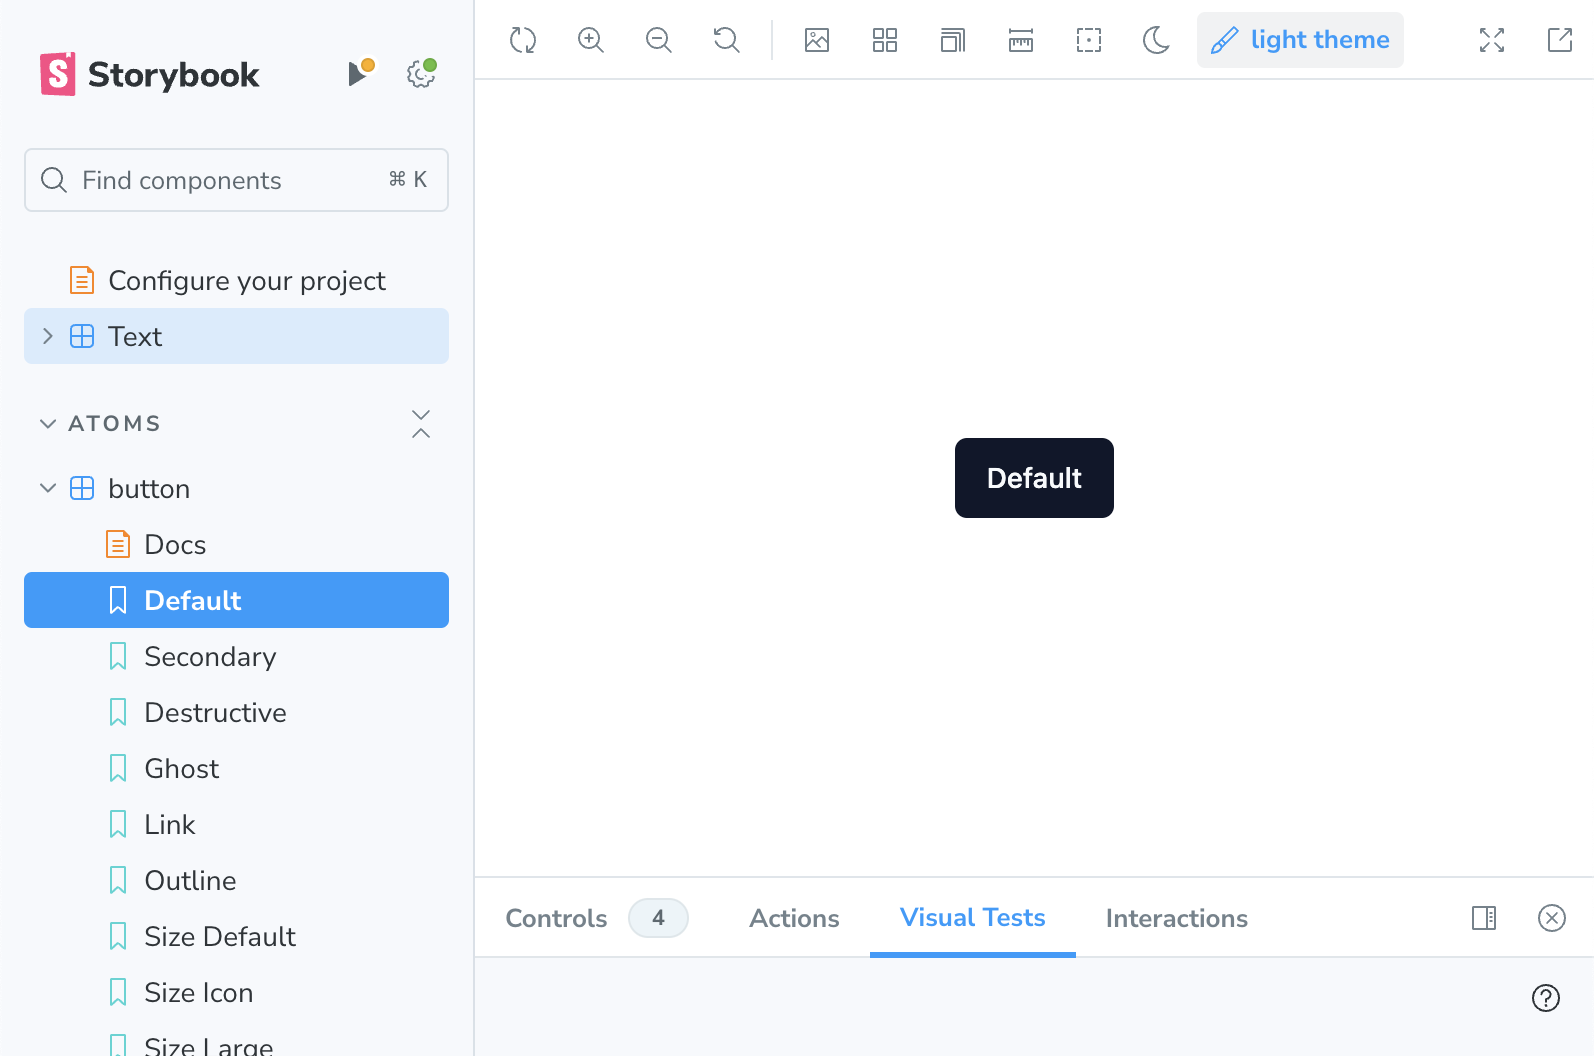 Storybook
Find components ⌘ K
Configure your project
Text
ATOMS
button
Docs
Default
Secondary
Destructive
Ghost
Link
Outline
Size Default
Size Icon
Size Large
light theme
Default
Controls 4 Actions Visual Tests Interactions